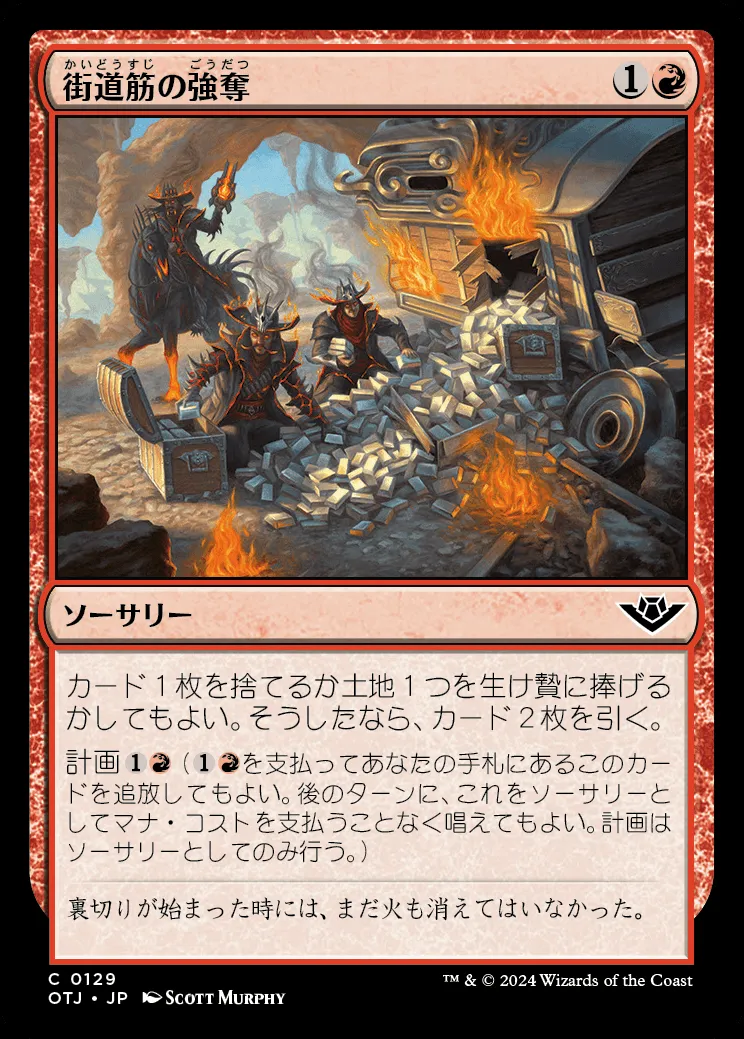 かいどうすじ ごうだつ
街道筋の強奪
1
ソーサリー
カード1枚を捨てるか土地1つを生け贄に捧げる
かしてもよい。そうしたなら、カード2枚を引く。
計画1(1を支払ってあなたの手札にあるこのカー
ドを追放してもよい。後のターンに、これをソーサリーと
してマナ・コストを支払うことなく唱えてもよい。計画は
ソーサリーとしてのみ行う。)
裏切りが始まった時には、まだ火も消えてはいなかった。
C 0129
OTJ • JP SCOTT MURPHY
™ & © 2024 Wizards of the Coast